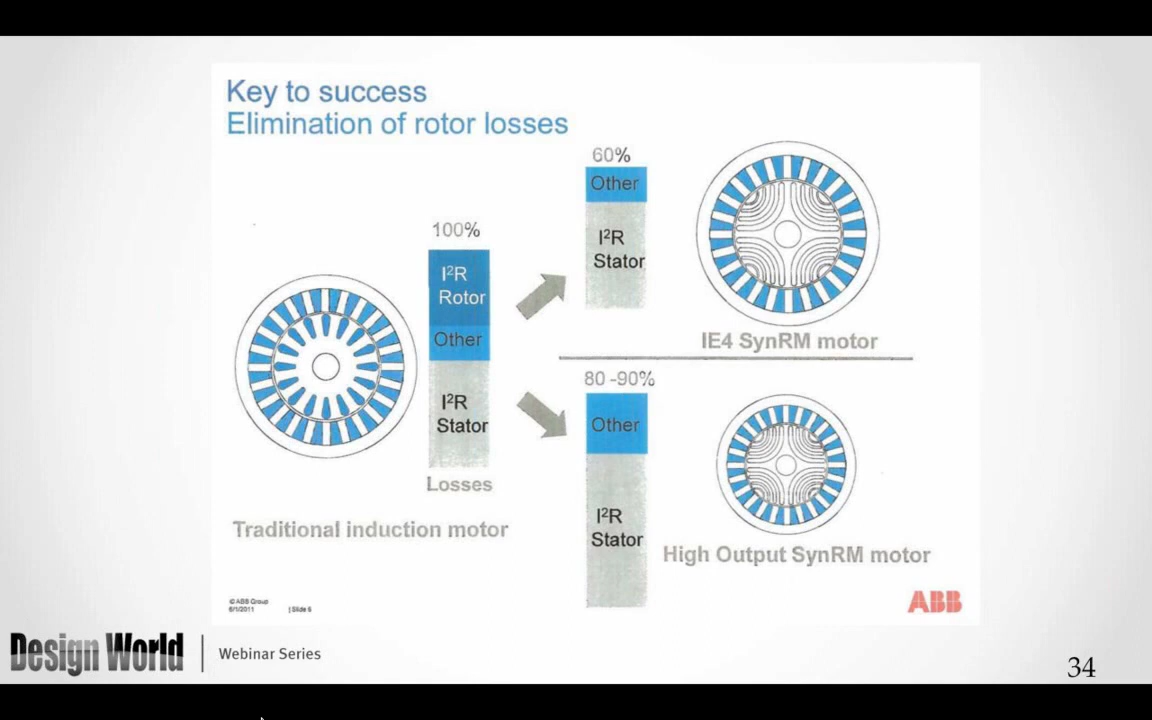 Key to success
Elimination of rotor losses
60%
Other
I²R
Stator
IE4 SynRM motor
100%
I²R
Rotor
Other
I²R
Stator
Losses
Traditional induction motor
80 -90%
Other
I²R
Stator
High Output SynRM motor
© ABB Group
6/1/2011 | Slide 5
ABB
Design World
Webinar Series
34